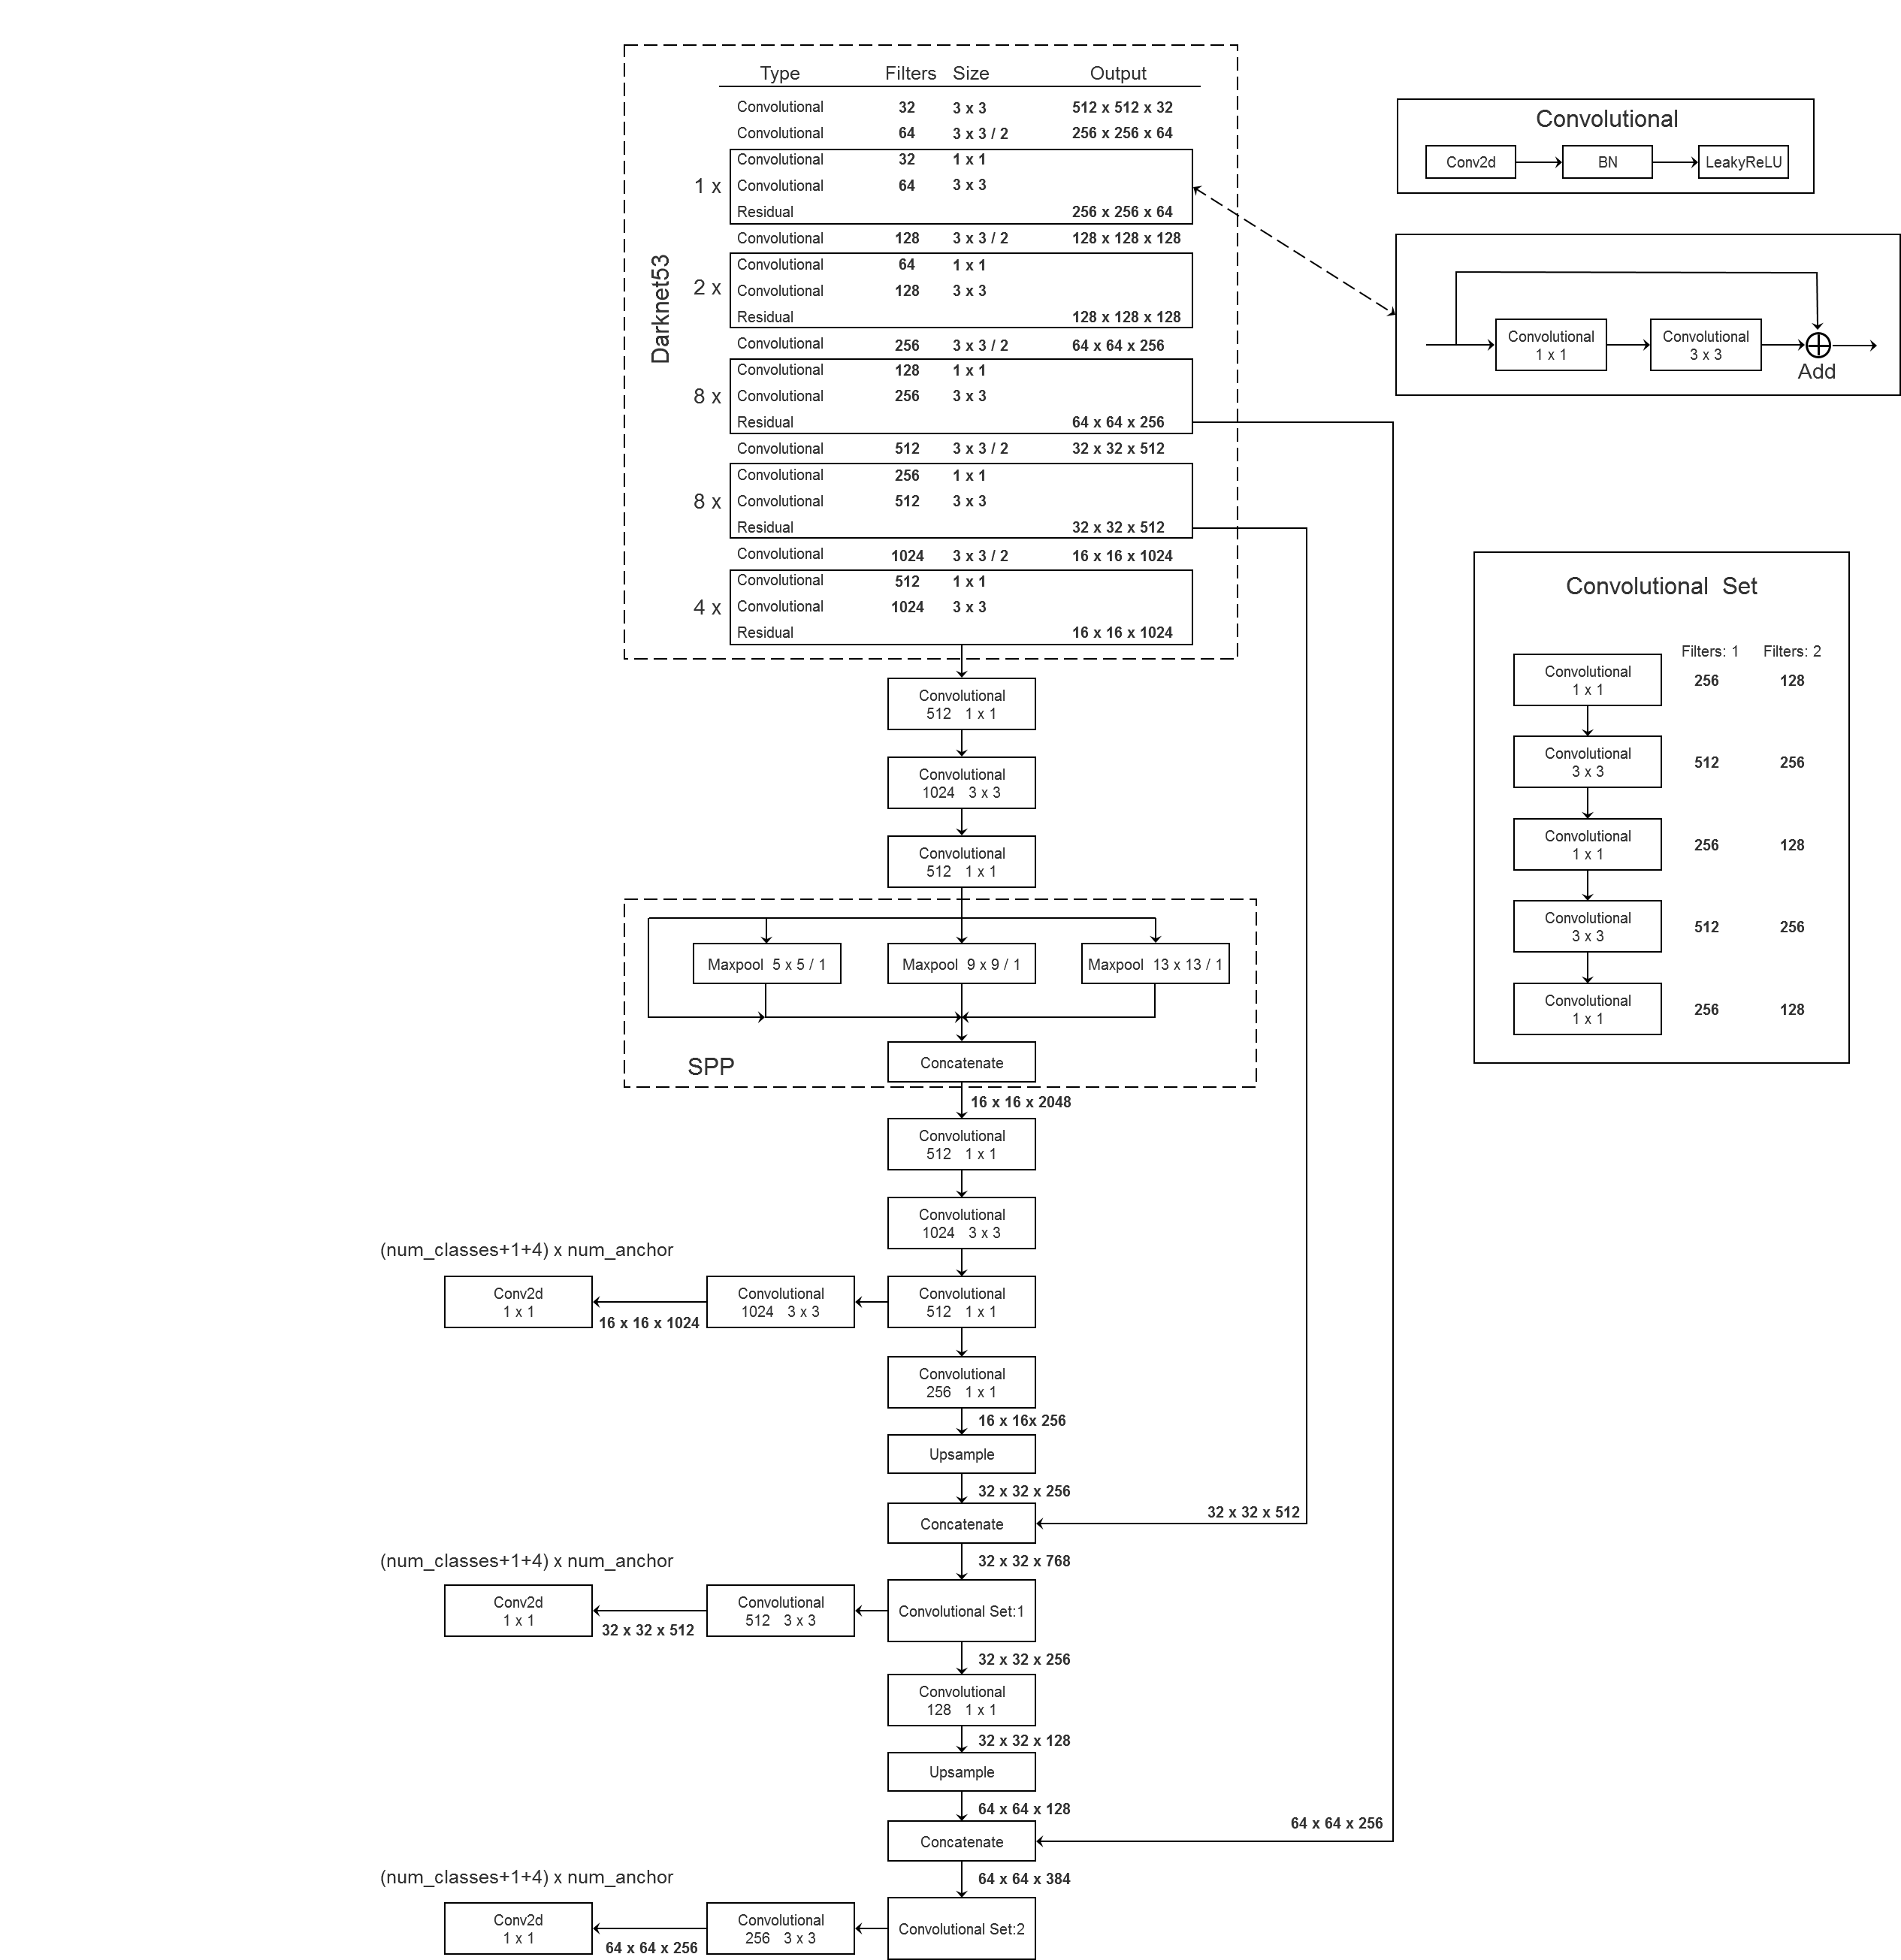 Type Filters Size Output
Convolutional 32 3 x 3 512 x 512 x 32
Convolutional 64 3 x 3 / 2 256 x 256 x 64
Convolutional 32 1 x 1
1 x Convolutional 64 3 x 3
Residual 256 x 256 x 64
Convolutional 128 3 x 3 / 2 128 x 128 x 128
Convolutional 64 1 x 1
2 x Convolutional 128 3 x 3
Residual 128 x 128 x 128
Darknet53
Convolutional 256 3 x 3 / 2 64 x 64 x 256
Convolutional 128 1 x 1
8 x Convolutional 256 3 x 3
Residual 64 x 64 x 256
Convolutional 512 3 x 3 / 2 32 x 32 x 512
Convolutional 256 1 x 1
8 x Convolutional 512 3 x 3
Residual 32 x 32 x 512
Convolutional 1024 3 x 3 / 2 16 x 16 x 1024
Convolutional 512 1 x 1
4 x Convolutional 1024 3 x 3
Residual 16 x 16 x 1024
Convolutional
Conv2d BN LeakyReLU
Convolutional
1 x 1
Convolutional
3 x 3
Add
Convolutional Set
Filters: 1 Filters: 2
Convolutional
1 x 1
256 128
Convolutional
3 x 3
512 256
Convolutional
1 x 1
256 128
Convolutional
3 x 3
512 256
Convolutional
1 x 1
256 128
Convolutional
512 1 x 1
Convolutional
1024 3 x 3
Convolutional
512 1 x 1
Maxpool 5 x 5 / 1 Maxpool 9 x 9 / 1 Maxpool 13 x 13 / 1
SPP
Concatenate
16 x 16 x 2048
Convolutional
512 1 x 1
Convolutional
1024 3 x 3
(num_classes+1+4) x num_anchor
Conv2d
1 x 1
16 x 16 x 1024
Convolutional
1024 3 x 3
Convolutional
512 1 x 1
Convolutional
256 1 x 1
16 x 16x 256
Upsample
32 x 32 x 256
Concatenate
32 x 32 x 512
32 x 32 x 768
(num_classes+1+4) x num_anchor
Conv2d
1 x 1
32 x 32 x 512
Convolutional
512 3 x 3
Convolutional Set:1
32 x 32 x 256
Convolutional
128 1 x 1
32 x 32 x 128
Upsample
64 x 64 x 128
Concatenate
64 x 64 x 256
64 x 64 x 384
(num_classes+1+4) x num_anchor
Conv2d
1 x 1
64 x 64 x 256
Convolutional
256 3 x 3
Convolutional Set:2